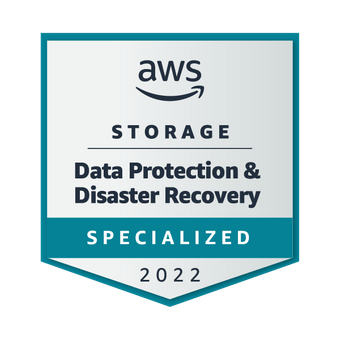 aws
STORAGE
Data Protection &
Disaster Recovery
SPECIALIZED
2022